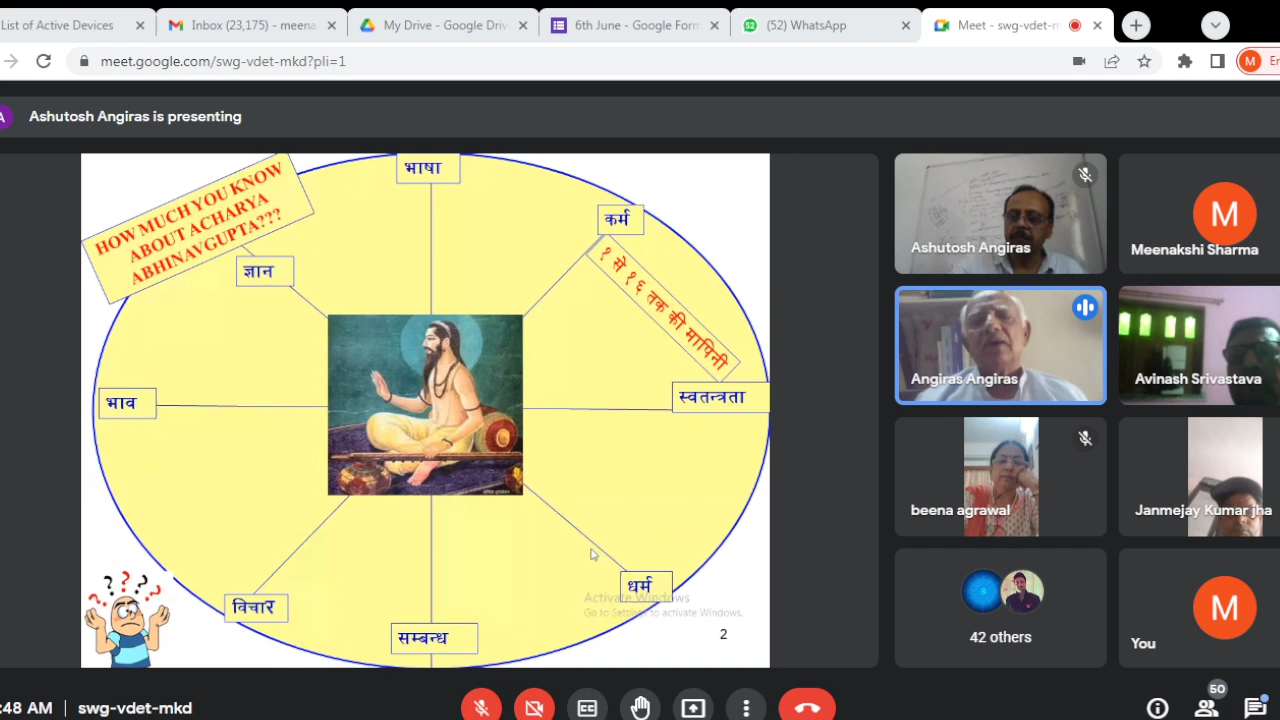 List of Active Devices
Inbox (23,175) - meena
My Drive - Google Driv
6th June - Google Form
(52) WhatsApp
Meet - swg-vdet-m
meet.google.com/swg-vdet-mkd?pli=1
M
A
Ashutosh Angiras is presenting
HOW MUCH YOU KNOW
ABOUT ACHARYA
ABHINAVGUPTA???
भाषा
कर्म
१ से १६ तक की मापिनी
ज्ञान
भाव
स्वतन्त्रता
विचार
सम्बन्ध
धर्म
Activate Windows
Go to Settings to activate Windows.
2
Ashutosh Angiras
M
Meenakshi Sharma
Angiras Angiras
Avinash Srivastava
beena agrawal
Janmejay Kumar jha
42 others
M
You
:48 AM | swg-vdet-mkd
50